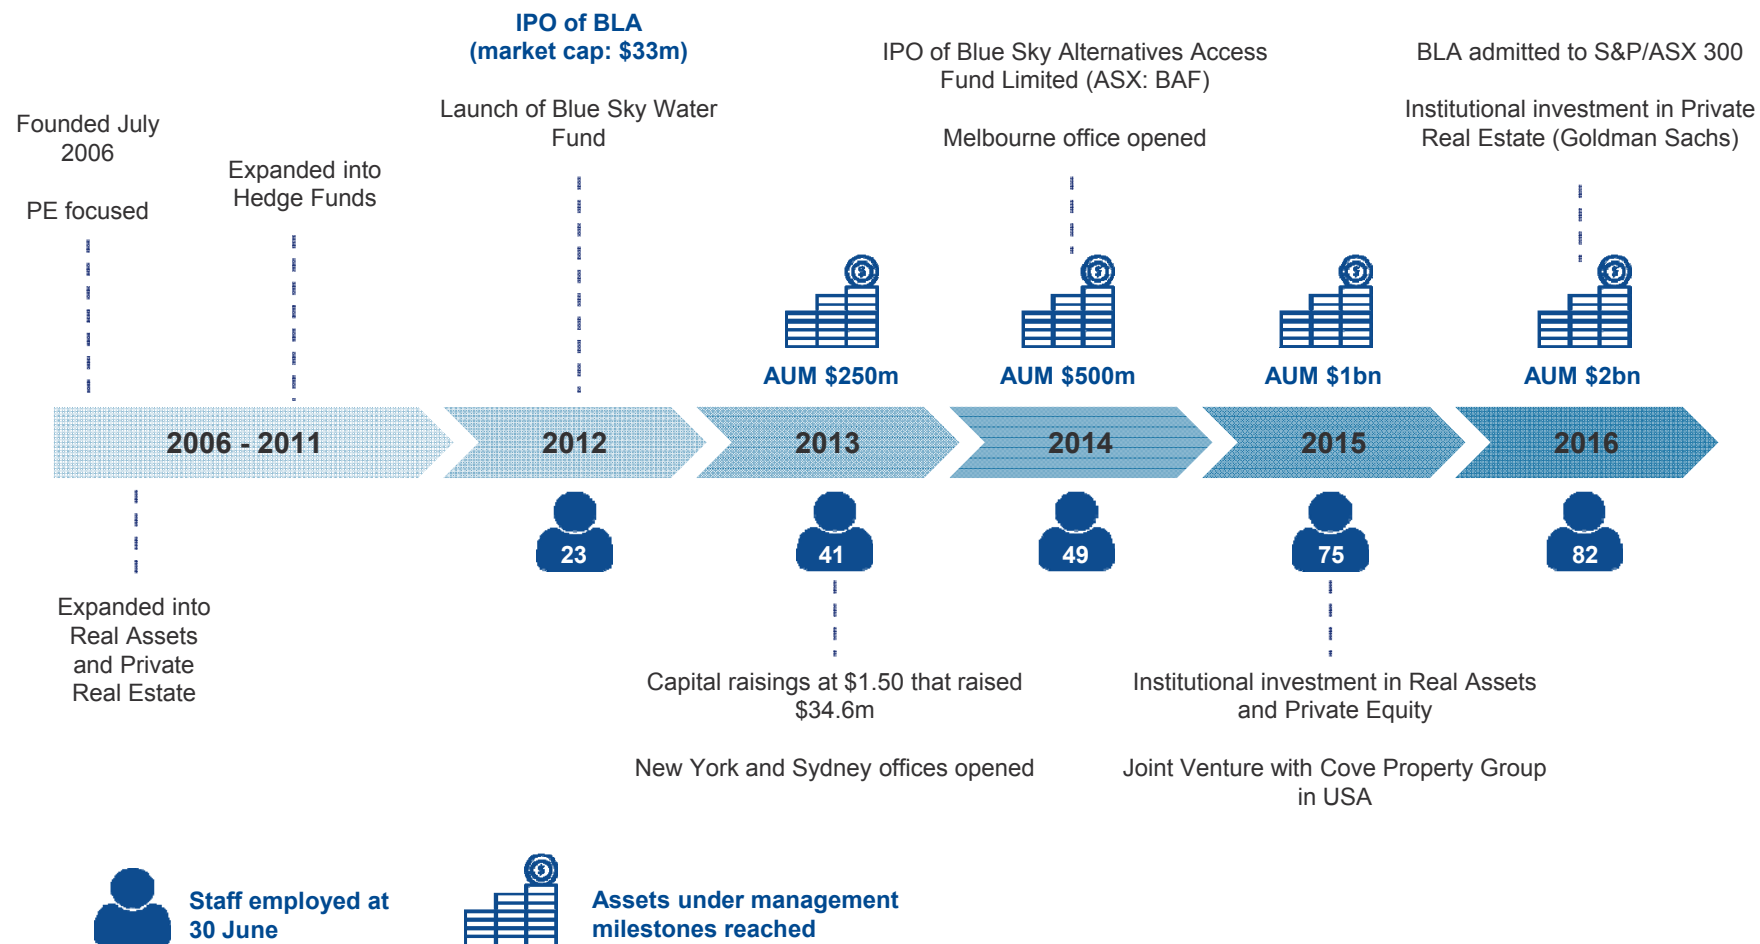 IPO of BLA
(market cap: $33m)
Launch of Blue Sky Water
Fund
IPO of Blue Sky Alternatives Access
Fund Limited (ASX: BAF)
Melbourne office opened
BLA admitted to S&P/ASX 300
Institutional investment in Private
Real Estate (Goldman Sachs)
Founded July
2006
PE focused
Expanded into
Hedge Funds
AUM $250m
AUM $500m
AUM $1bn
AUM $2bn
2006 - 2011
2012
2013
2014
2015
2016
23
41
49
75
82
Expanded into
Real Assets
and Private
Real Estate
Capital raisings at $1.50 that raised
$34.6m
New York and Sydney offices opened
Institutional investment in Real Assets
and Private Equity
Joint Venture with Cove Property Group
in USA
Staff employed at
30 June
Assets under management
milestones reached